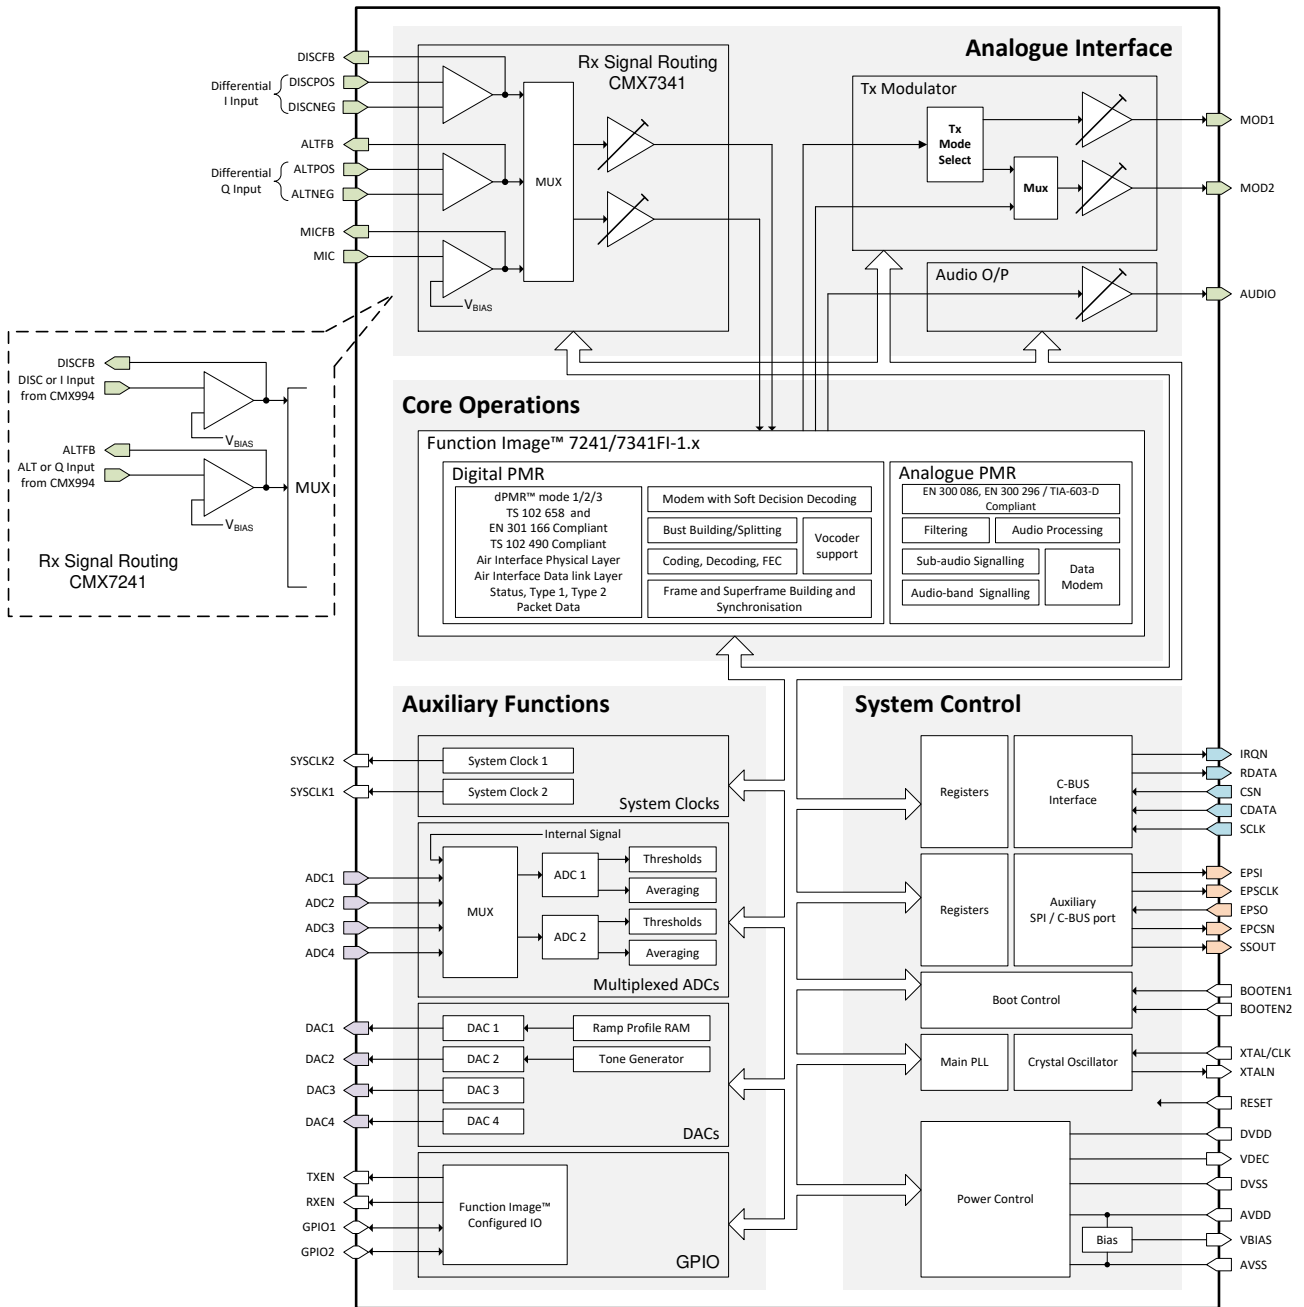 Analogue Interface
DISCFB
Differential
I Input
DISCPOS
DISCNEG
ALTFB
Differential
Q Input
ALTPOS
ALTNEG
MICFB
MIC
Rx Signal Routing
CMX7341
MUX
VBIAS
Tx Modulator
Tx
Mode
Select
Mux
MOD1
MOD2
Audio O/P
AUDIO
DISCFB
DISC or I Input
from CMX994
VBIAS
ALTFB
ALT or Q Input
from CMX994
VBIAS
MUX
Rx Signal Routing
CMX7241
Core Operations
Function Image™ 7241/7341FI-1.x
Digital PMR
dPMR™ mode 1/2/3
TS 102 658 and
EN 301 166 Compliant
TS 102 490 Compliant
Air Interface Physical Layer
Air Interface Data link Layer
Status, Type 1, Type 2
Packet Data
Modem with Soft Decision Decoding
Bust Building/Splitting
Coding, Decoding, FEC
Vocoder
support
Frame and Superframe Building and
Synchronisation
Analogue PMR
EN 300 086, EN 300 296 / TIA-603-D
Compliant
Filtering
Audio Processing
Sub-audio Signalling
Audio-band Signalling
Data
Modem
Auxiliary Functions
SYSCLK2
SYSCLK1
System Clock 1
System Clock 2
System Clocks
ADC1
ADC2
ADC3
ADC4
Internal Signal
MUX
ADC 1
ADC 2
Thresholds
Averaging
Thresholds
Averaging
Multiplexed ADCs
DAC1
DAC2
DAC3
DAC4
DAC 1
DAC 2
DAC 3
DAC 4
Ramp Profile RAM
Tone Generator
DACs
TXEN
RXEN
GPIO1
GPIO2
Function Image™
Configured IO
GPIO
System Control
Registers
C-BUS
Interface
IRQN
RDATA
CSN
CDATA
SCLK
Registers
Auxiliary
SPI / C-BUS port
EPSI
EPSCLK
EPSO
EPCSN
SSOUT
Boot Control
BOOTEN1
BOOTEN2
Main PLL
Crystal Oscillator
XTAL/CLK
XTALN
RESET
Power Control
Bias
DVDD
VDEC
DVSS
AVDD
VBIAS
AVSS